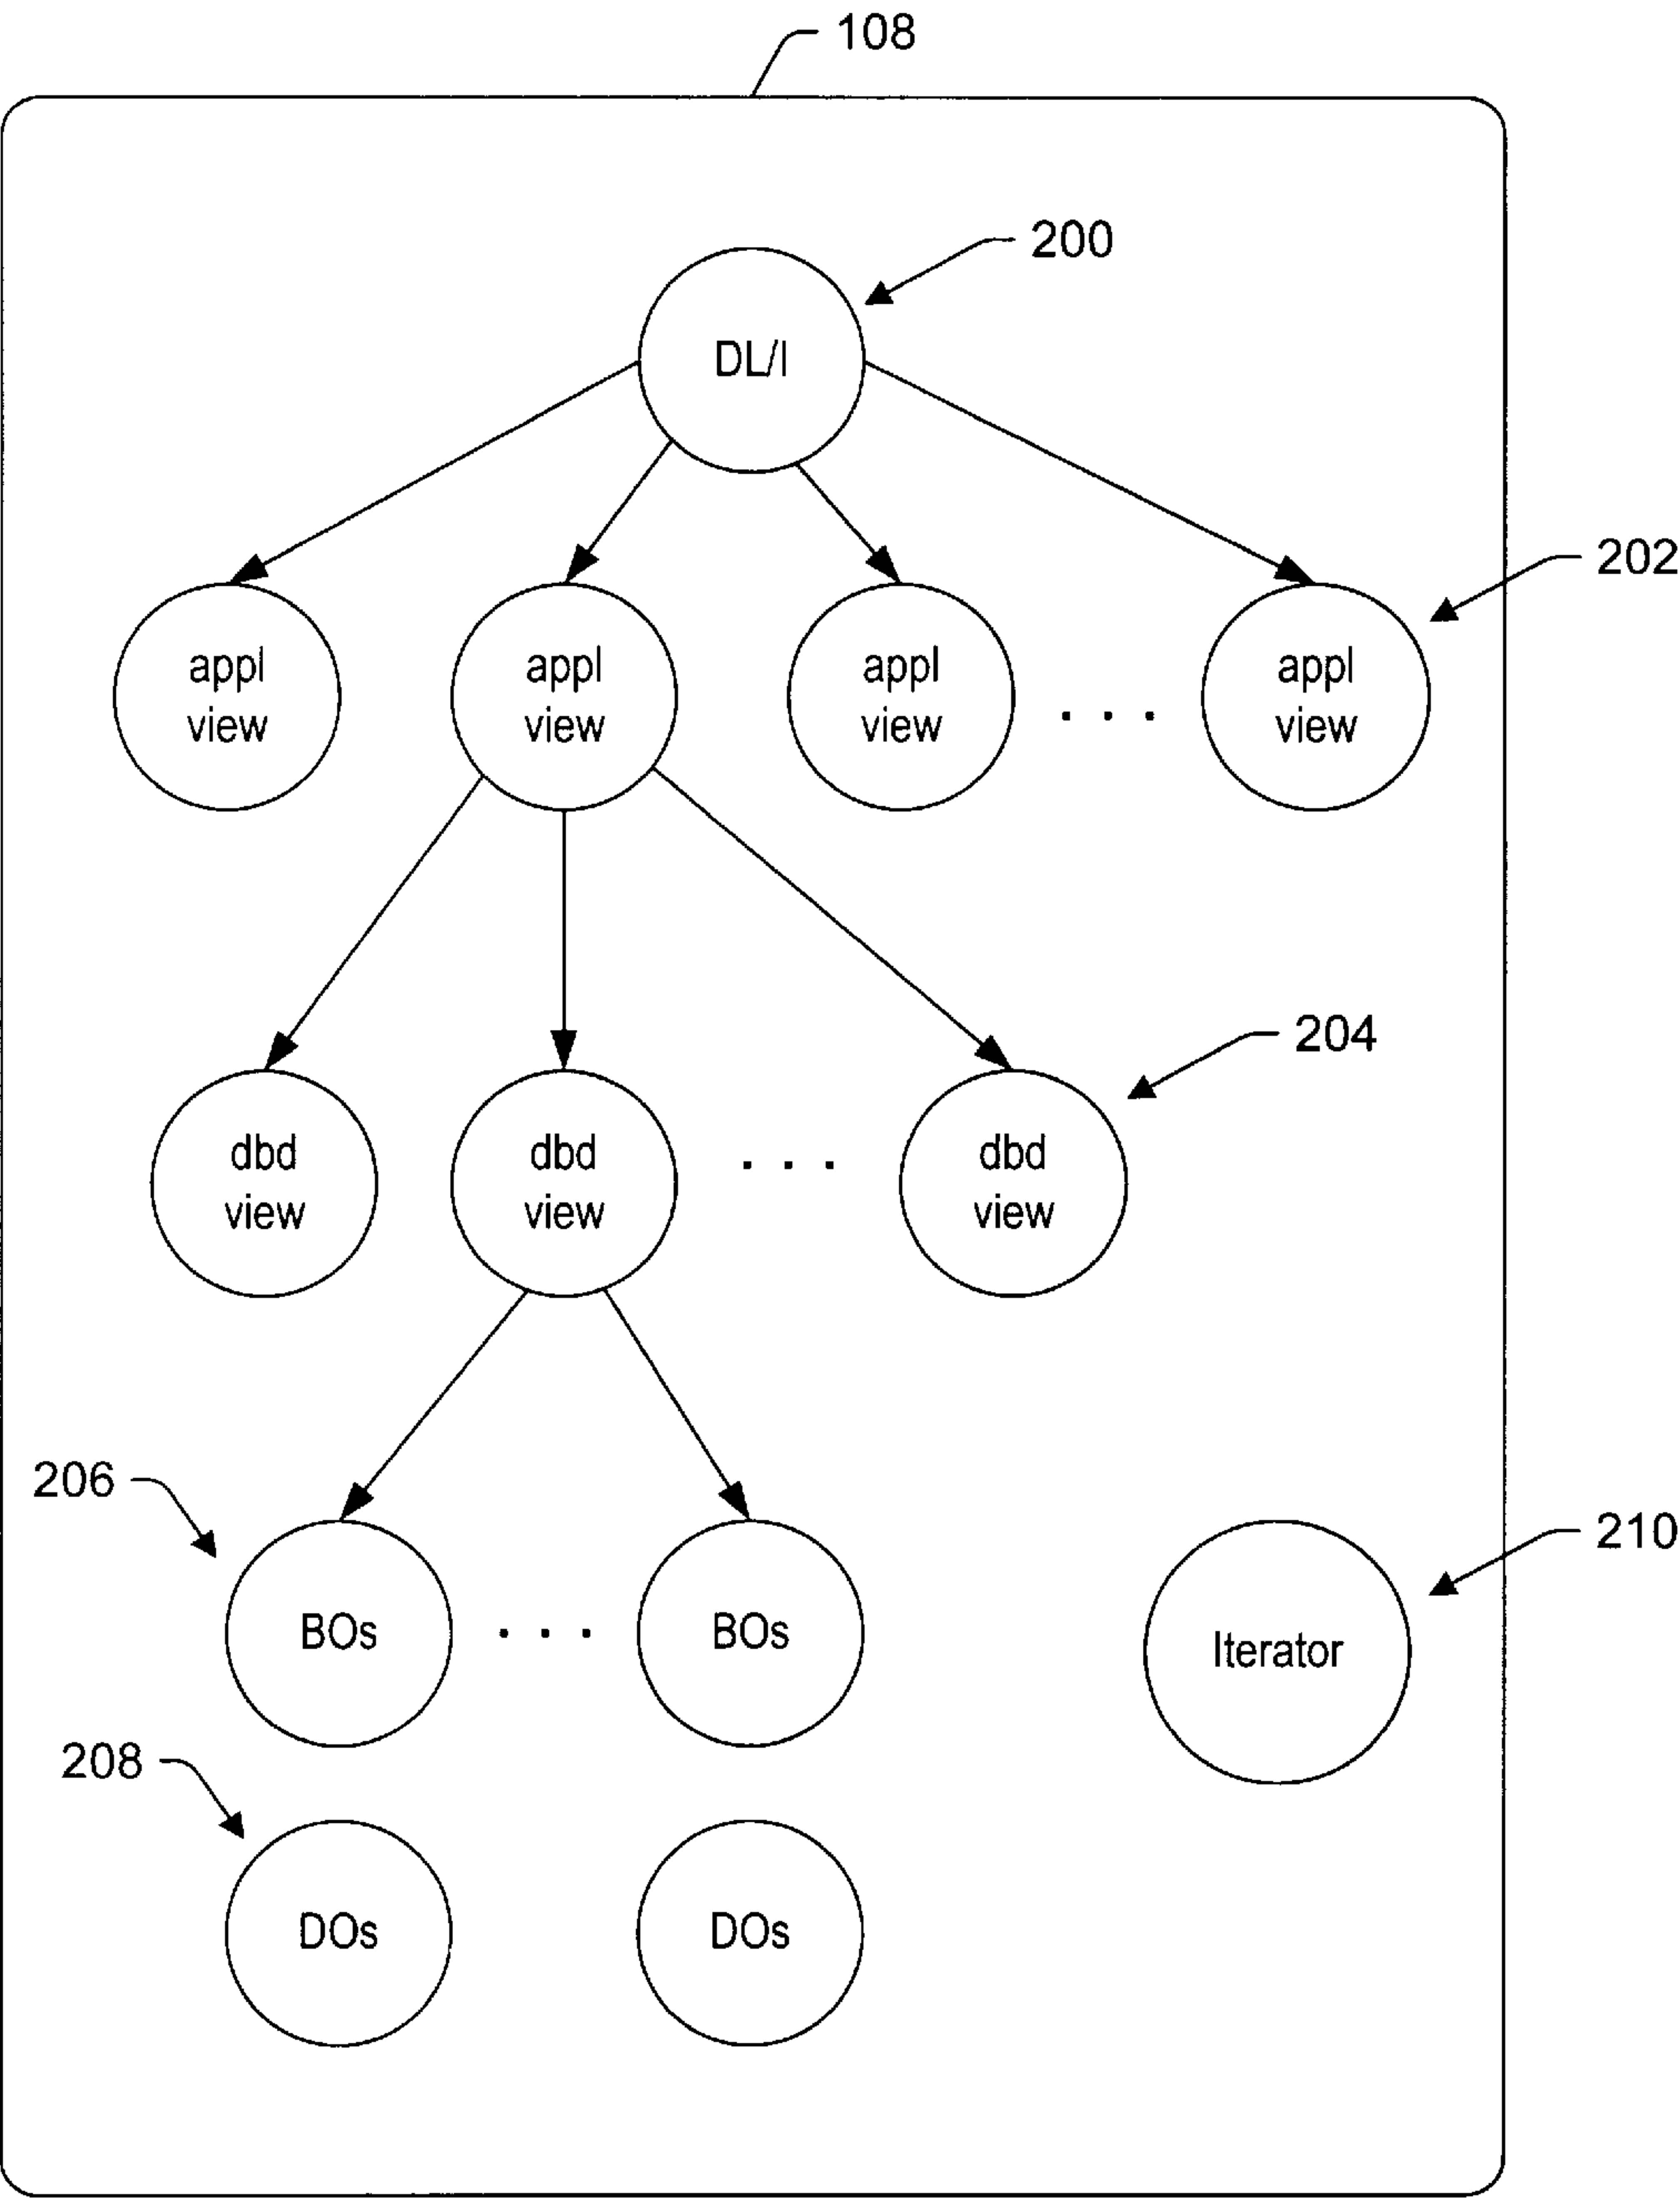 108
200
DL/I
202
appl
view
appl
view
appl
view
. . .
appl
view
204
dbd
view
dbd
view
. . .
dbd
view
206
BOs
. . .
BOs
210
Iterator
208
DOs
DOs